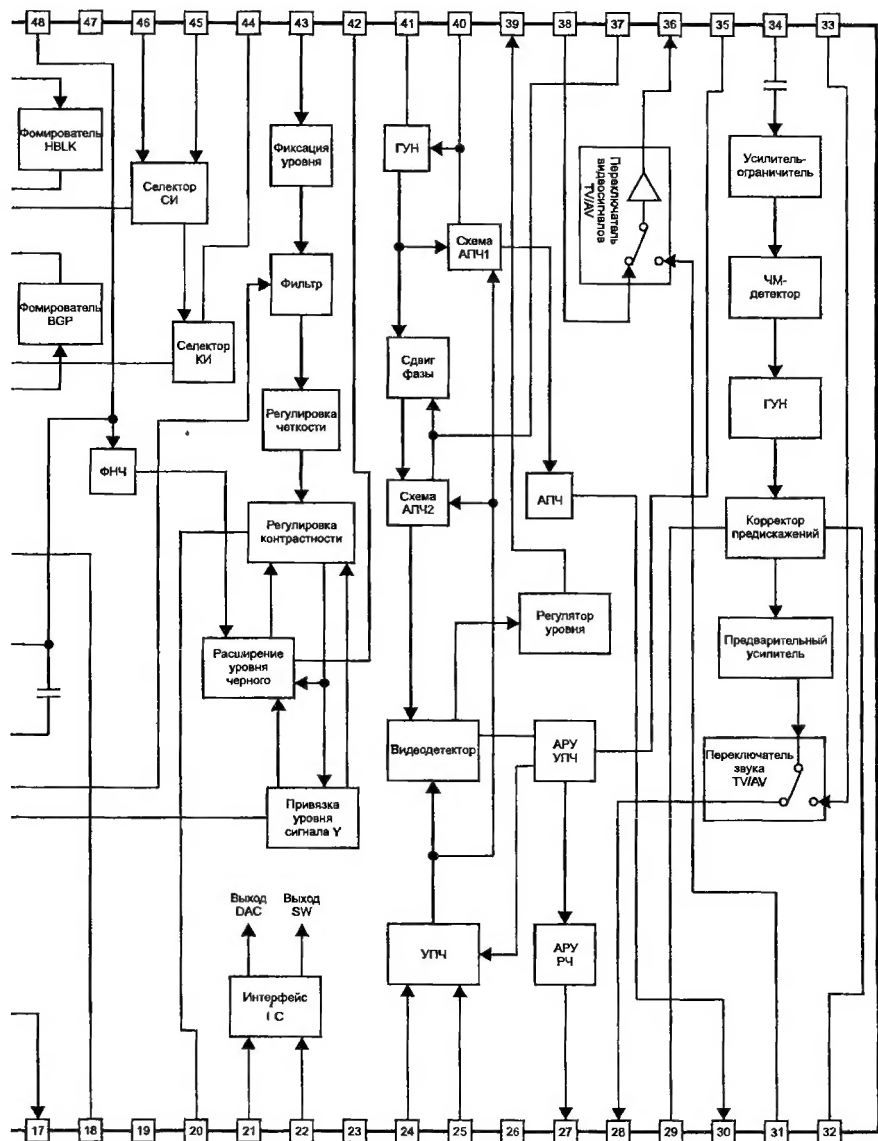 48 47 46 45 44 43 42 41 40 39 38 37 36 35 34 33
Фомирователь
HBLK
Селектор
СИ
Фиксация
уровня
ГУН
Переключатель
видеосигналов
TV/AV
Усилитель-
ограничитель
Схема
АПЧ1
Фильтр
ЧМ-
детектор
Фомирователь
BGP
Селектор
КИ
Сдвиг
фазы
Регулировка
четкости
ГУН
ФНЧ
Схема
АПЧ2
АПЧ
Регулировка
контрастности
Корректор
предискажений
Регулятор
уровня
Расширение
уровня
черного
Предварительный
усилитель
Видеодетектор
АРУ
УПЧ
Переключатель
звука
TV/AV
Привязка
уровня
сигнала Y
Выход
DAC
Выход
SW
УПЧ
АРУ
РЧ
Интерфейс
I C
17 18 19 20 21 22 23 24 25 26 27 28 29 30 31 32